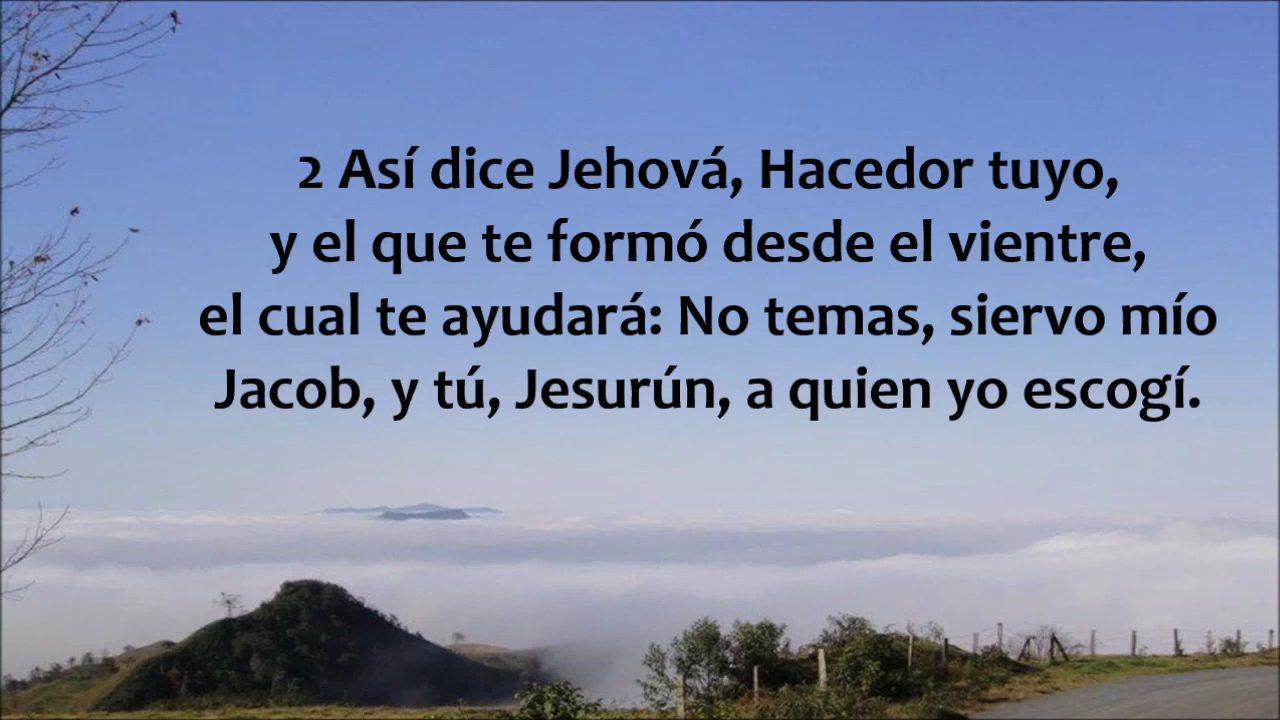 2 Así dice Jehová, Hacedor tuyo,
y el que te formó desde el vientre,
el cual te ayudará: No temas, siervo mío
Jacob, y tú, Jesurún, a quien yo escogí.